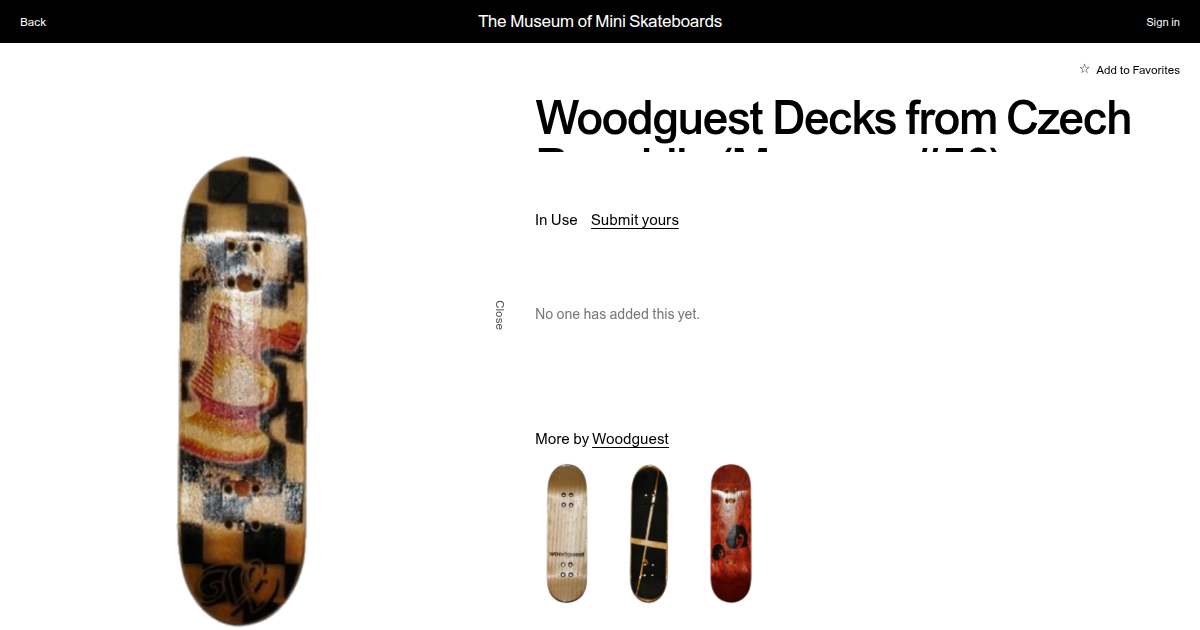 Back
The Museum of Mini Skateboards
Sign in
☆ Add to Favorites
Woodguest Decks from Czech
In Use Submit yours
Close
No one has added this yet.
More by Woodguest